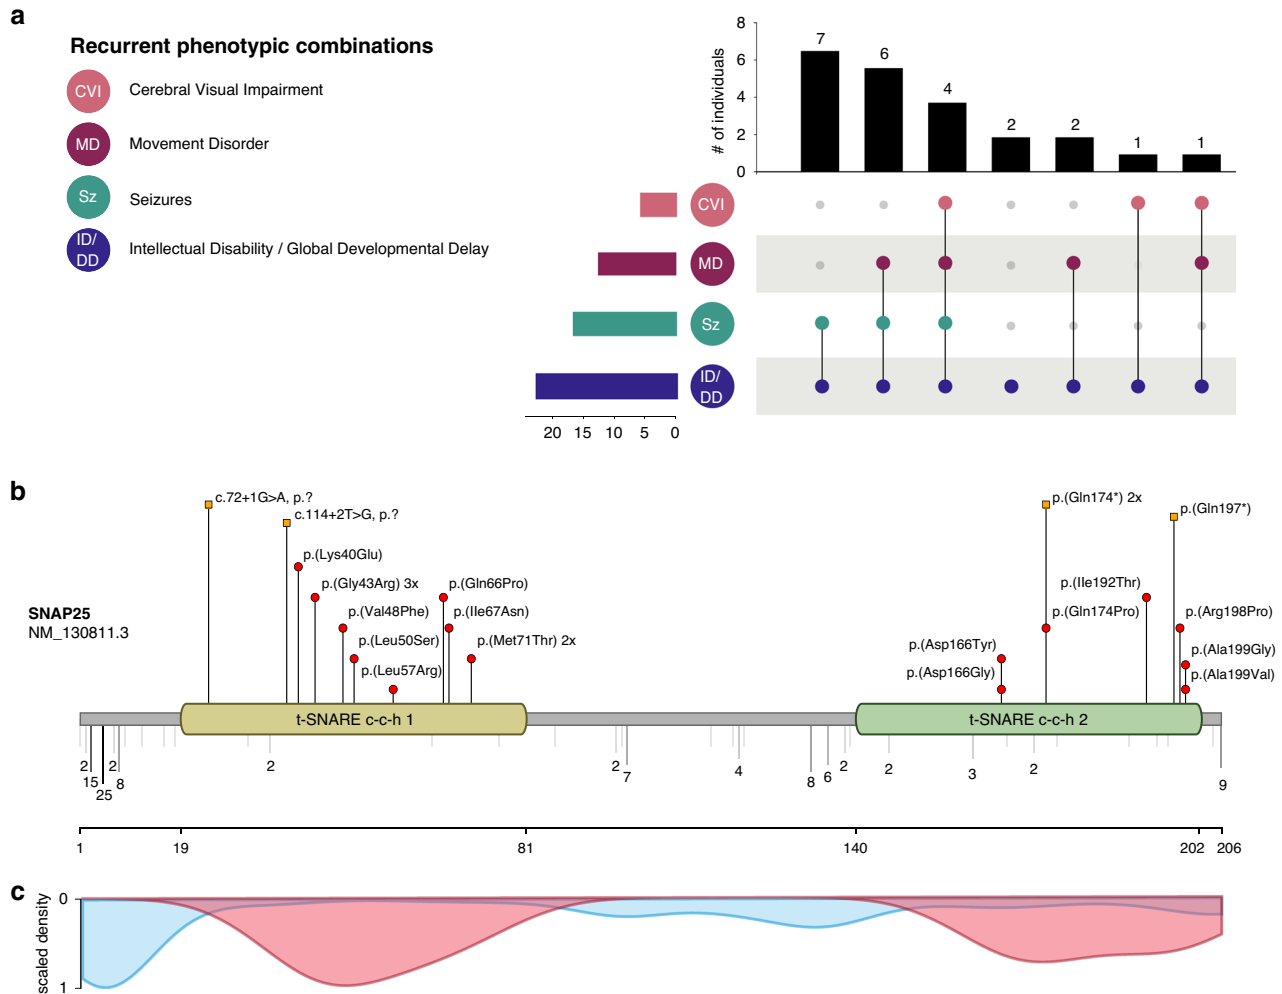 a
Recurrent phenotypic combinations
CVI Cerebral Visual Impairment
MD Movement Disorder
Sz Seizures
ID/
DD Intellectual Disability / Global Developmental Delay
# of individuals
8
6
4
2
0
7 6 4 2 2 1 1
CVI
MD
Sz
ID/
DD
20 15 10 5 0
b
c.72+1G>A, p.?
c.114+2T>G, p.?
p.(Lys40Glu)
p.(Gly43Arg) 3x
p.(Val48Phe)
p.(Leu50Ser)
p.(Leu57Arg)
p.(Gln66Pro)
p.(Ile67Asn)
p.(Met71Thr) 2x
p.(Gln174*) 2x
p.(Gln197*)
p.(Ile192Thr)
p.(Gln174Pro)
p.(Arg198Pro)
p.(Asp166Tyr)
p.(Asp166Gly)
p.(Ala199Gly)
p.(Ala199Val)
SNAP25
NM_130811.3
t-SNARE c-c-h 1
t-SNARE c-c-h 2
2 15 25 2 8 2 2 7 4 8 6 2 2 3 2 9
1 19 81 140 202 206
c
scaled density
0
1